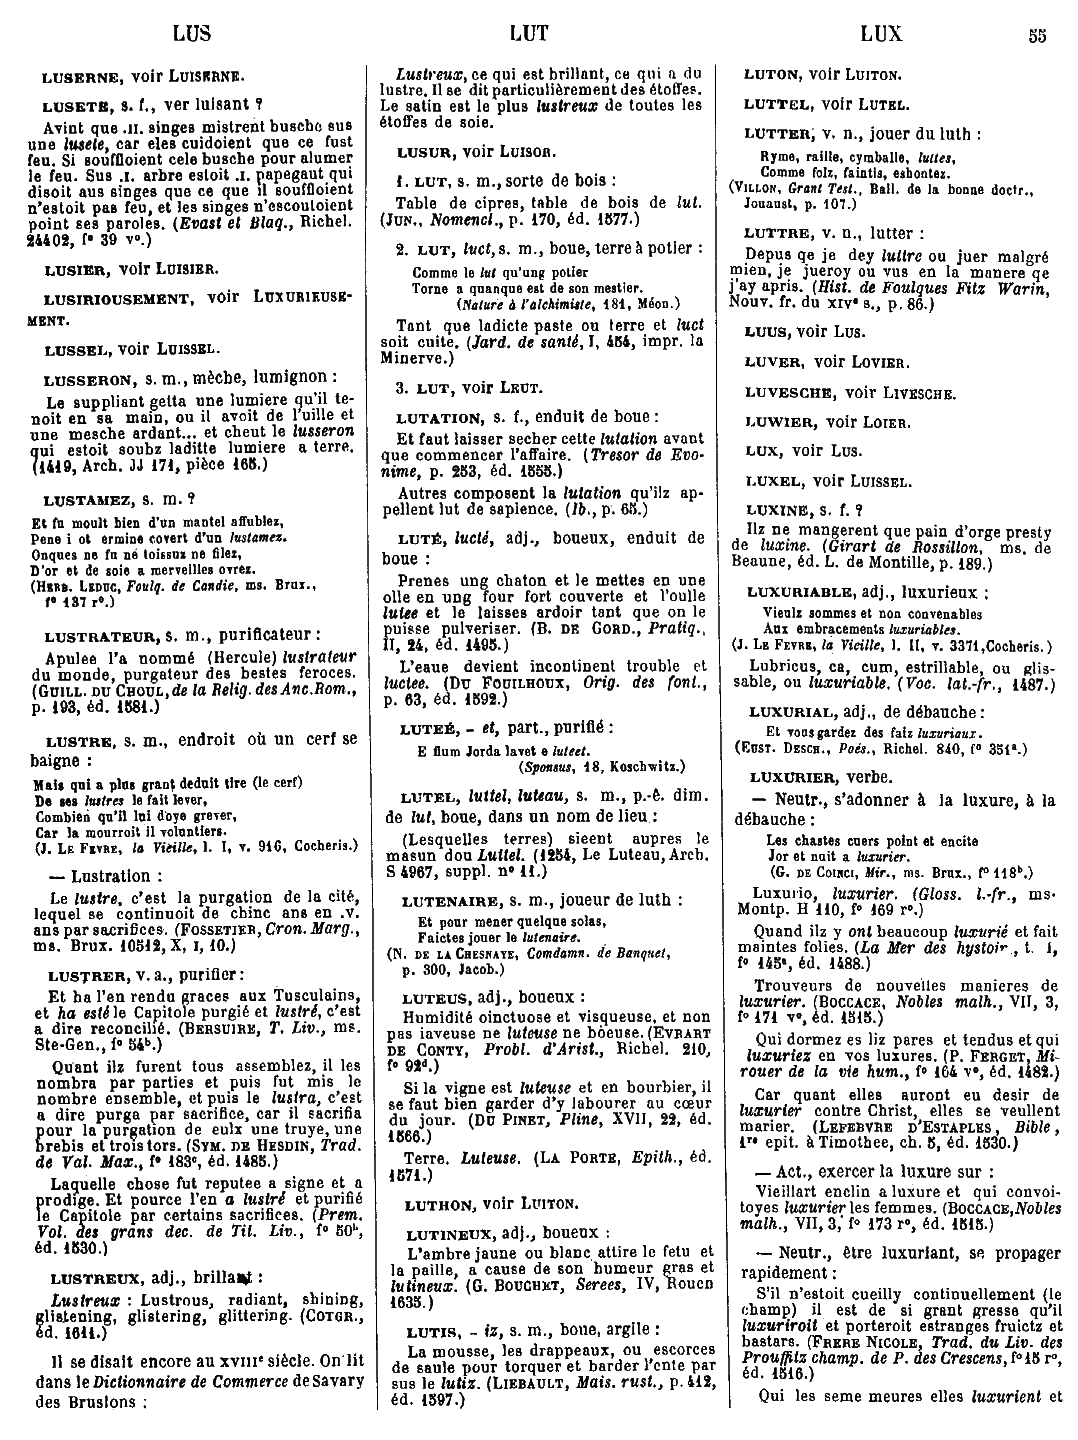 LUS
LUT
LUX
55
LUSERNE, voir LUISERNE.
LUSETE, s. f., ver luisant ?
Avint que .II. singes mistrent busche sus
une lusete, car eles cuidoient que ce fust
feu. Si souffloient cele busche pour alumer
le feu. Sus .I. arbre estoit .I. papegaut qui
disoit aus singes que ce que il souffloient
n'estoit pas feu, et les singes n'escoutoient
point ses paroles. (Evast et Blaq., Richel.
24402, f° 39 v°.)
LUSIER, voir LUISIER.
LUSIRIOUSEMENT, voir LUXURIEUSE-
MENT.
LUSSEL, voir LUISSEL.
LUSSERON, s. m., mèche, lumignon :
Le suppliant getta une lumiere qu'il te-
noit en sa main, ou il avoit de l'uille et
une mesche ardant... et cheut le lusseron
qui estoit soubz laditte lumiere a terre.
(1419, Arch. JJ 171, pièce 165.)
LUSTAMEZ, s. m. ?
Et fu moult bien d'un mantel affublez,
Pene i ot ermine covert d'un lustamez.
Onques ne fu né toissuz ne filez,
D'or et de soie a merveilles ovrez.
(HERB. LEDUC, Foulq. de Candie, ms. Brux.,
f° 137 r°.)
LUSTRATEUR, s. m., purificateur :
Apulee l'a nommé (Hercule) lustrateur
du monde, purgateur des bestes feroces.
(GUILL. DU CHOUL, de la Relig. des Anc. Rom.,
p. 193, éd. 1581.)
LUSTRE, s. m., endroit où un cerf se
baigne :
Mais qui a plus grant deduit tire (le cerf)
De ses lustres le fait lever,
Combien qu'il lui doye grever,
Car la mourroit il voluntiers.
(J. LE FEVRE, la Vieille, l. I, v. 916, Cocheris.)
— Lustration :
Le lustre, c'est la purgation de la cité,
lequel se continuoit de chinc ans en .v.
ans par sacrifices. (FOSSETIER, Cron. Marg.,
ms. Brux. 10512, X, I, 10.)
LUSTRER, v. a., purifier :
Et ha l'en rendu graces aux Tusculains,
et ha esté le Capitole purgié et lustré, c'est
a dire reconcilié. (BERSUIRE, T. Liv., ms.
Ste-Gen., f° 54b.)
Quant ilz furent tous assemblez, il les
nombra par parties et puis fut mis le
nombre ensemble, et puis le lustra, c'est
a dire purga par sacrifice, car il sacrifia
pour la purgation de eulx une truye, une
brebis et trois tors. (SYM. DE HESDIN, Trad.
de Val. Max., f° 183c, éd. 1485.)
Laquelle chose fut reputee a signe et a
prodige. Et pource l'en a lustré et purifié
le Capitole par certains sacrifices. (Prem.
Vol. des grans dec. de Tit. Liv., f° 50b,
éd. 1530.)
LUSTREUX, adj., brillant :
Lustreux : Lustrous, radiant, shining,
glistening, glistering, glittering. (COTGR.,
éd. 1611.)
Il se disait encore au XVIIIe siècle. On lit
dans le Dictionnaire de Commerce de Savary
des Bruslons :
Lustreux, ce qui est brillant, ce qui a du
lustre. Il se dit particulièrement des étoffes.
Le satin est le plus lustreux de toutes les
étoffes de soie.
LUSUR, voir LUISOR.
1. LUT, s. m., sorte de bois :
Table de cipres, table de bois de lut.
(JUN., Nomencl., p. 170, éd. 1577.)
2. LUT, luct, s. m., boue, terre à potier :
Comme le lut qu'ung potier
Torne a quanque est de son mestier.
(Nature à l'alchimiste, 181, Méon.)
Tant que ladicte paste ou terre et luct
soit cuite. (Jard. de santé, I, 454, impr. la
Minerve.)
3. LUT, voir LEUT.
LUTATION, s. f., enduit de boue :
Et faut laisser secher cette lutation avant
que commencer l'affaire. (Tresor de Evo-
nime, p. 253, éd. 1555.)
Autres composent la lutation qu'ilz ap-
pellent lut de sapience. (Ib., p. 65.)
LUTÉ, lucté, adj., boueux, enduit de
boue :
Prenes ung chaton et le mettes en une
olle en ung four fort couverte et l'oulle
lutee et le laisses ardoir tant que on le
puisse pulveriser. (B. DE GORD., Pratiq.,
II, 24, éd. 1495.)
L'eaue devient incontinent trouble et
luctee. (DU FOUILHOUX, Orig. des font.,
p. 63, éd. 1592.)
LUTEÉ, - et, part., purifié :
E flum Jorda lavet e luteet.
(Sponsus, 18, Koschwitz.)
LUTEL, luttel, luteau, s. m., p.-ê. dim.
de lut, boue, dans un nom de lieu :
(Lesquelles terres) sieent aupres le
masun dou Luttel. (1254, Le Luteau, Arch.
S 4967, suppl. n° 11.)
LUTENAIRE, s. m., joueur de luth :
Et pour mener quelque solas,
Faictes jouer le lutenaire.
(N. DE LA CHESNAYE, Comdamn. de Banquet,
p. 300, Jacob.)
LUTEUS, adj., boueux :
Humidité oinctuose et visqueuse, et non
pas iaveuse ne luteuse ne boeuse. (EVRART
DE CONTY, Probl. d'Arist., Richel. 210,
f° 92d.)
Si la vigne est luteuse et en bourbier, il
se faut bien garder d'y labourer au cœur
du jour. (DU PINET, Pline, XVII, 22, éd.
1566.)
Terre. Luteuse. (LA PORTE, Epith., éd.
1571.)
LUTHON, voir LUITON.
LUTINEUX, adj., boueux :
L'ambre jaune ou blanc attire le fetu et
la paille, a cause de son humeur gras et
lutineux. (G. BOUCHET, Serees, IV, Rouen
1635.)
LUTIS, - iz, s. m., boue, argile :
La mousse, les drappeaux, ou escorces
de saule pour torquer et barder l'ente par
sus le lutiz. (LIEBAULT, Mais. rust., p. 412,
éd. 1597.)
LUTON, voir LUITON.
LUTTEL, voir LUTEL.
LUTTER, v. n., jouer du luth :
Ryme, raille, cymballe, luttes,
Comme folz, faintis, eshontez.
(VILLON, Grant Test., Ball. de la bonne doctr.,
Jouaust, p. 107.)
LUTTRE, v. n., lutter :
Depus qe je dey luttre ou juer malgré
mien, je jueroy ou vus en la manere qe
j'ay apris. (Hist. de Foulques Fitz Warin,
Nouv. fr. du XIVe s., p. 86.)
LUUS, voir LUS.
LUVER, voir LOVIER.
LUVESCHE, voir LIVESCHE.
LUWIER, voir LOIER.
LUX, voir LUS.
LUXEL, voir LUISSEL.
LUXINE, s. f. ?
Ilz ne mangerent que pain d'orge presty
de luxine. (Girart de Rossillon, ms. de
Beaune, éd. L. de Montille, p. 189.)
LUXURIABLE, adj., luxurieux :
Vieulz sommes et non convenables
Aux embracements luxuriables.
(J. LE FEVRE, la Vieille, l. II, v. 3371, Cocheris.)
Lubricus, ca, cum, estrillable, ou glis-
sable, ou luxuriable. (Voc. lat.-fr., 1487.)
LUXURIAL, adj., de débauche :
Et vous gardez des faiz luxuriaux.
(EUST. DESCH., Poés., Richel. 840, f° 351a.)
LUXURIER, verbe.
— Neutr., s'adonner à la luxure, à la
débauche :
Les chastes cuers point et encite
Jor et nuit a luxurier.
(G. DE COINCI, Mir., ms. Brux., f° 118b.)
Luxurio, luxurier. (Gloss. l.-fr., ms.
Montp. H 110, f° 169 r°.)
Quand ilz y ont beaucoup luxurié et fait
maintes folies. (La Mer des hystoir., t. I,
f° 145a, éd. 1488.)
Trouveurs de nouvelles manieres de
luxurier. (BOCCACE, Nobles malh., VII, 3,
f° 171 v°, éd. 1515.)
Qui dormez es liz pares et tendus et qui
luxuriez en vos luxures. (P. FERGET, Mi-
rouer de la vie hum., f° 164 v°, éd. 1482.)
Car quant elles auront eu desir de
luxurier contre Christ, elles se veullent
marier. (LEFEBVRE D'ESTAPLES, Bible,
1re epit. à Timothee, ch. 5, éd. 1530.)
— Act., exercer la luxure sur :
Vieillart enclin a luxure et qui convoi-
toyes luxurier les femmes. (BOCCACE, Nobles
malh., VII, 3, f° 173 r°, éd. 1515.)
— Neutr., être luxuriant, se propager
rapidement :
S'il n'estoit cueilly continuellement (le
champ) il est de si grant gresse qu'il
luxuriroit et porteroit estranges fruictz et
bastars. (FRERE NICOLE, Trad. du Liv. des
Prouffitz champ. de P. des Crescens, f° 15 r°,
éd. 1516.)
Qui les seme meures elles luxurient et